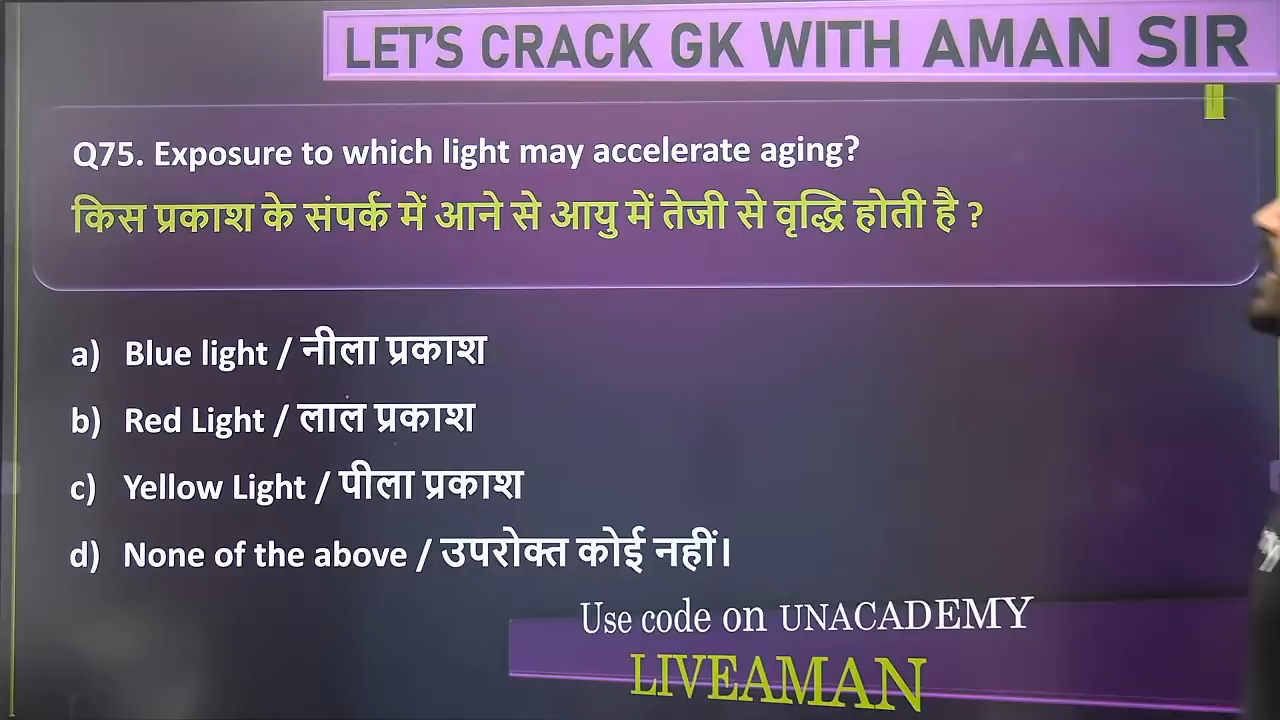 LET'S CRACK GK WITH AMAN SIR
Q75. Exposure to which light may accelerate aging?
किस प्रकाश के संपर्क में आने से आयु में तेजी से वृद्धि होती है ?
a) Blue light / नीला प्रकाश
b) Red Light / लाल प्रकाश
c) Yellow Light / पीला प्रकाश
d) None of the above / उपरोक्त कोई नहीं।
Use code on UNACADEMY
LIVEAMAN